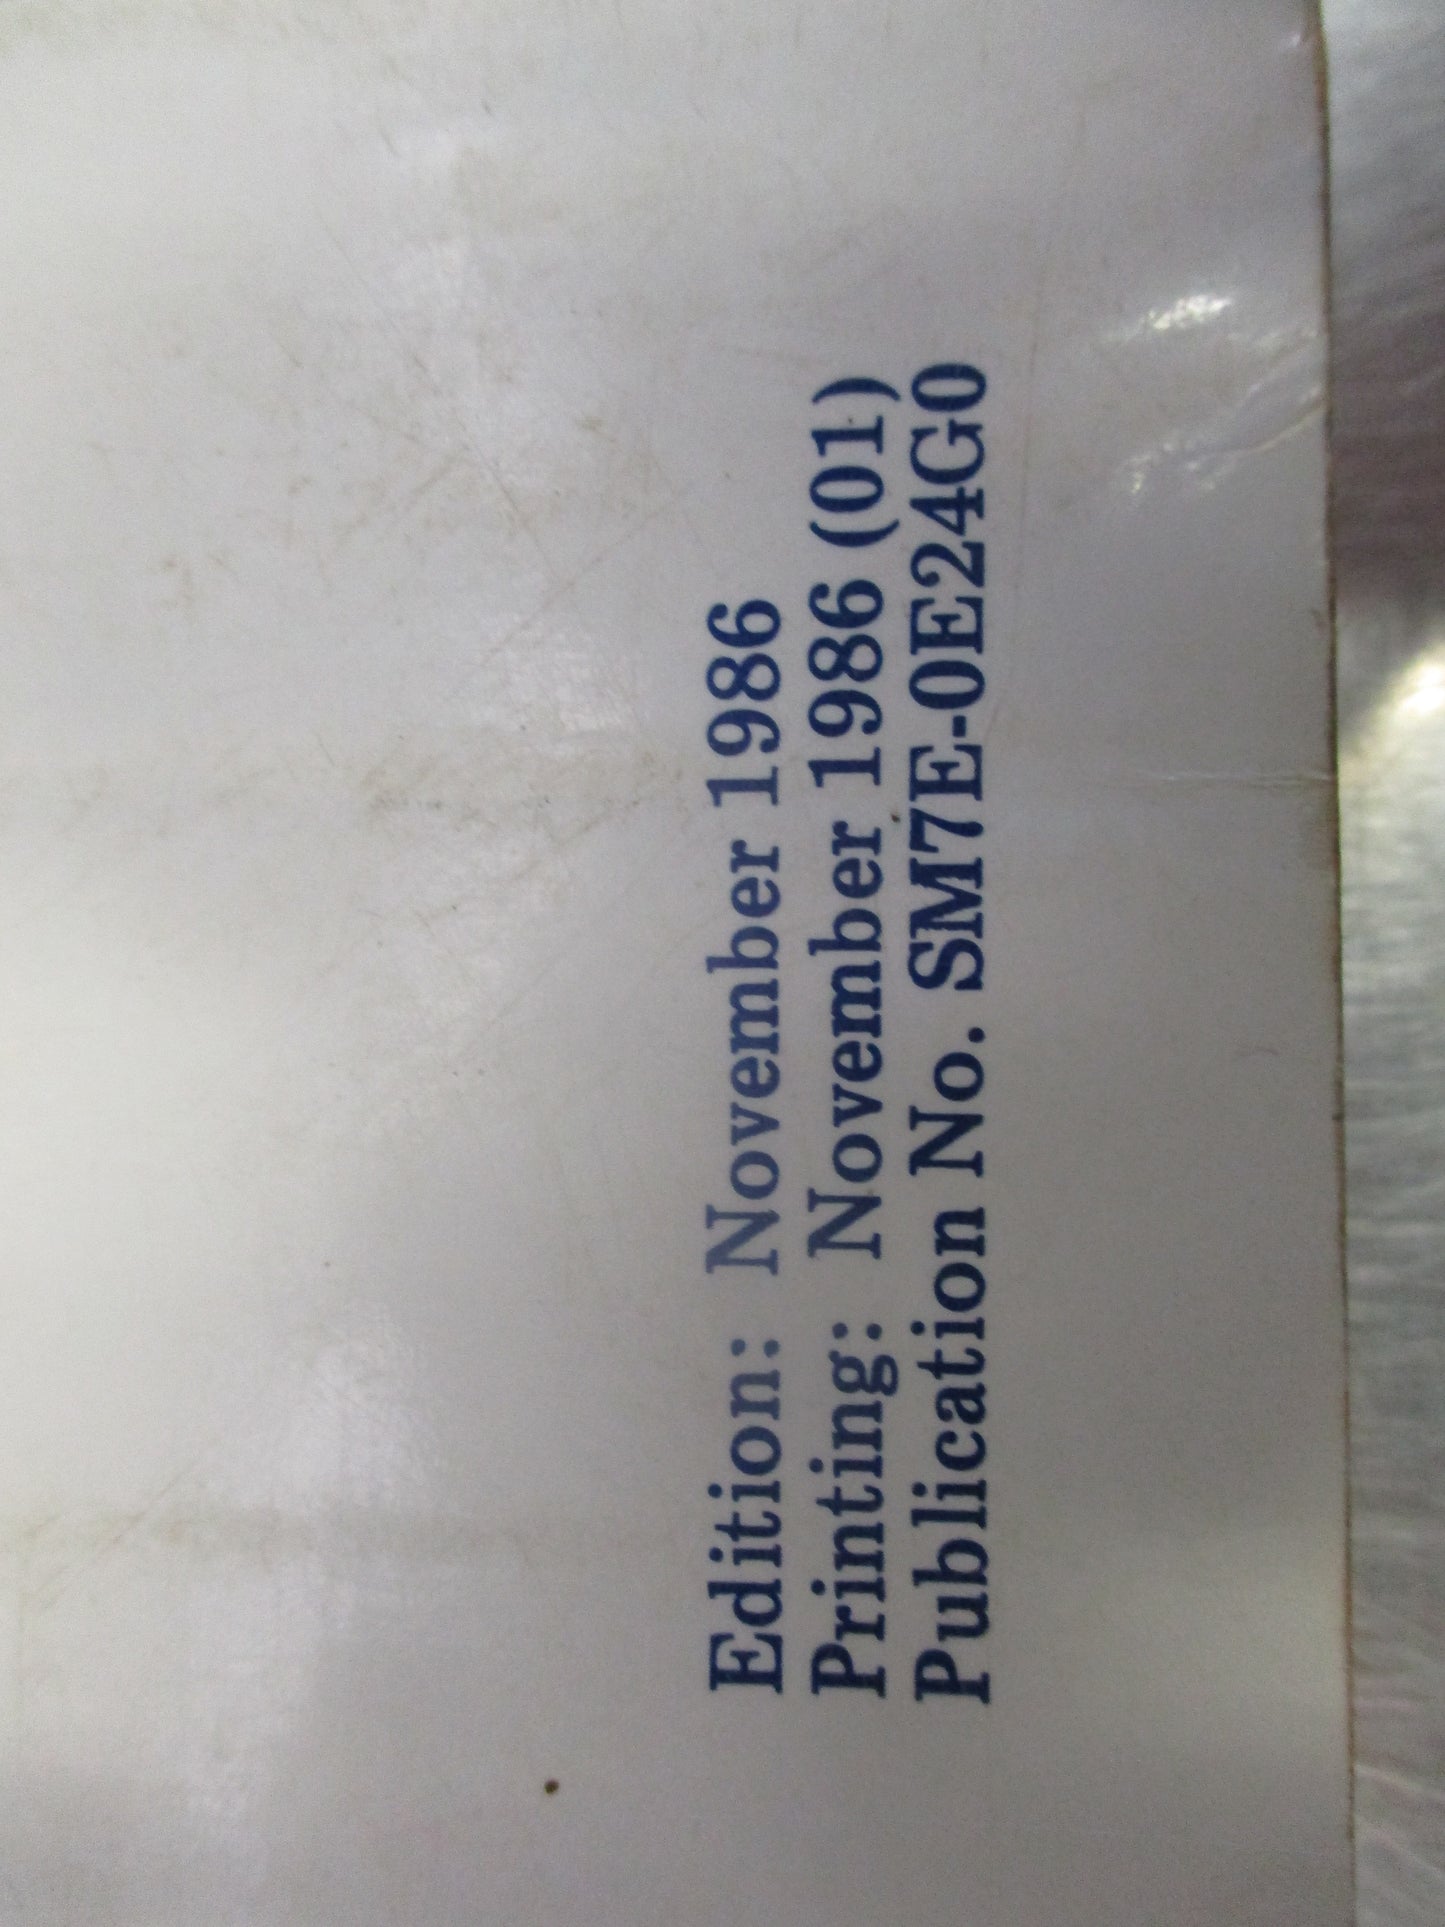 Edition: November 1986
Printing: November 1986 (01)
Publication No. SM7E-0E24G0